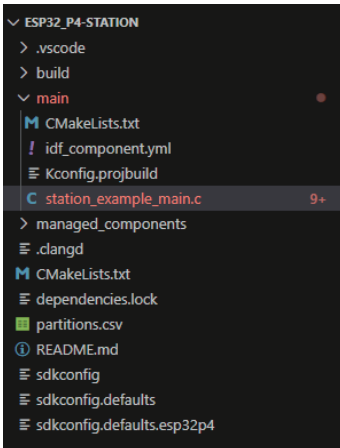 ESP32_P4-STATION
.vscode
build
main
M CMakeLists.txt
! idf_component.yml
Kconfig.projbuild
C station_example_main.c 9+
managed_components
.clangd
M CMakeLists.txt
dependencies.lock
partitions.csv
README.md
sdkconfig
sdkconfig.defaults
sdkconfig.defaults.esp32p4